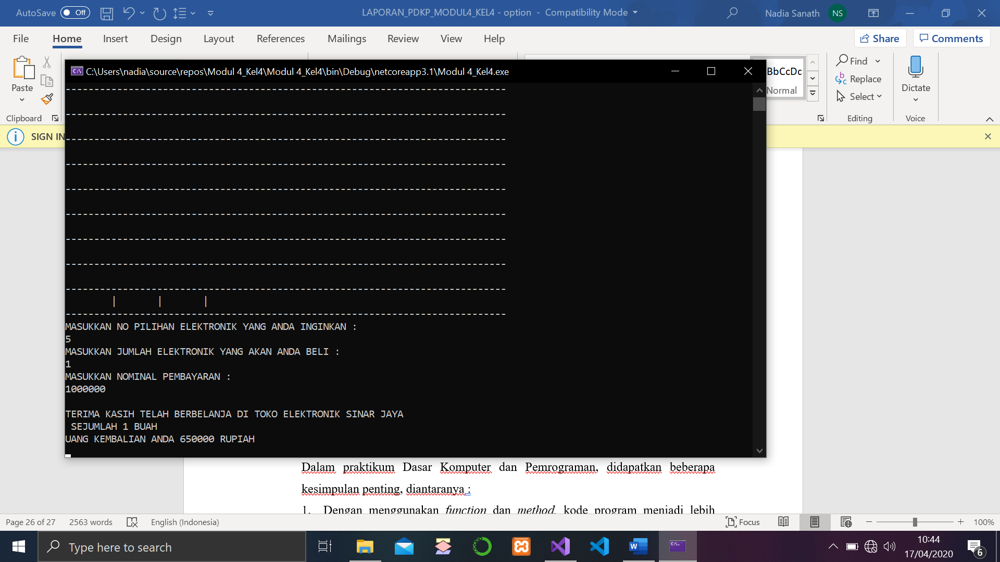 AutoSave Off LAPORAN_PDKP_MODUL4_KEL4 - option - Compatibility Mode Nadia Sanath NS
File Home Insert Design Layout References Mailings Review View Help Share Comments
C:\Users\nadia\source\repos\Modul 4_Kel4\Modul 4_Kel4\bin\Debug\netcoreapp3.1\Modul 4_Kel4.exe
Paste
Clipboard
BbCcDc
Normal
Find
Replace
Select
Editing
Dictate
Voice
SIGN IN
-----------------------------------------------------------------------------
-----------------------------------------------------------------------------
-----------------------------------------------------------------------------
-----------------------------------------------------------------------------
-----------------------------------------------------------------------------
-----------------------------------------------------------------------------
-----------------------------------------------------------------------------
-----------------------------------------------------------------------------
-----------------------------------------------------------------------------
| | |
-----------------------------------------------------------------------------
MASUKKAN NO PILIHAN ELEKTRONIK YANG ANDA INGINKAN :
5
MASUKKAN JUMLAH ELEKTRONIK YANG AKAN ANDA BELI :
1
MASUKKAN NOMINAL PEMBAYARAN :
1000000
TERIMA KASIH TELAH BERBELANJA DI TOKO ELEKTRONIK SINAR JAYA
SEJUMLAH 1 BUAH
UANG KEMBALIAN ANDA 650000 RUPIAH
Dalam praktikum Dasar Komputer dan Pemrograman, didapatkan beberapa
kesimpulan penting, diantaranya :
1. Dengan menggunakan function dan method, kode program menjadi lebih
Page 26 of 27 2563 words English (Indonesia) Focus 100%
Type here to search
10:44
17/04/2020
6